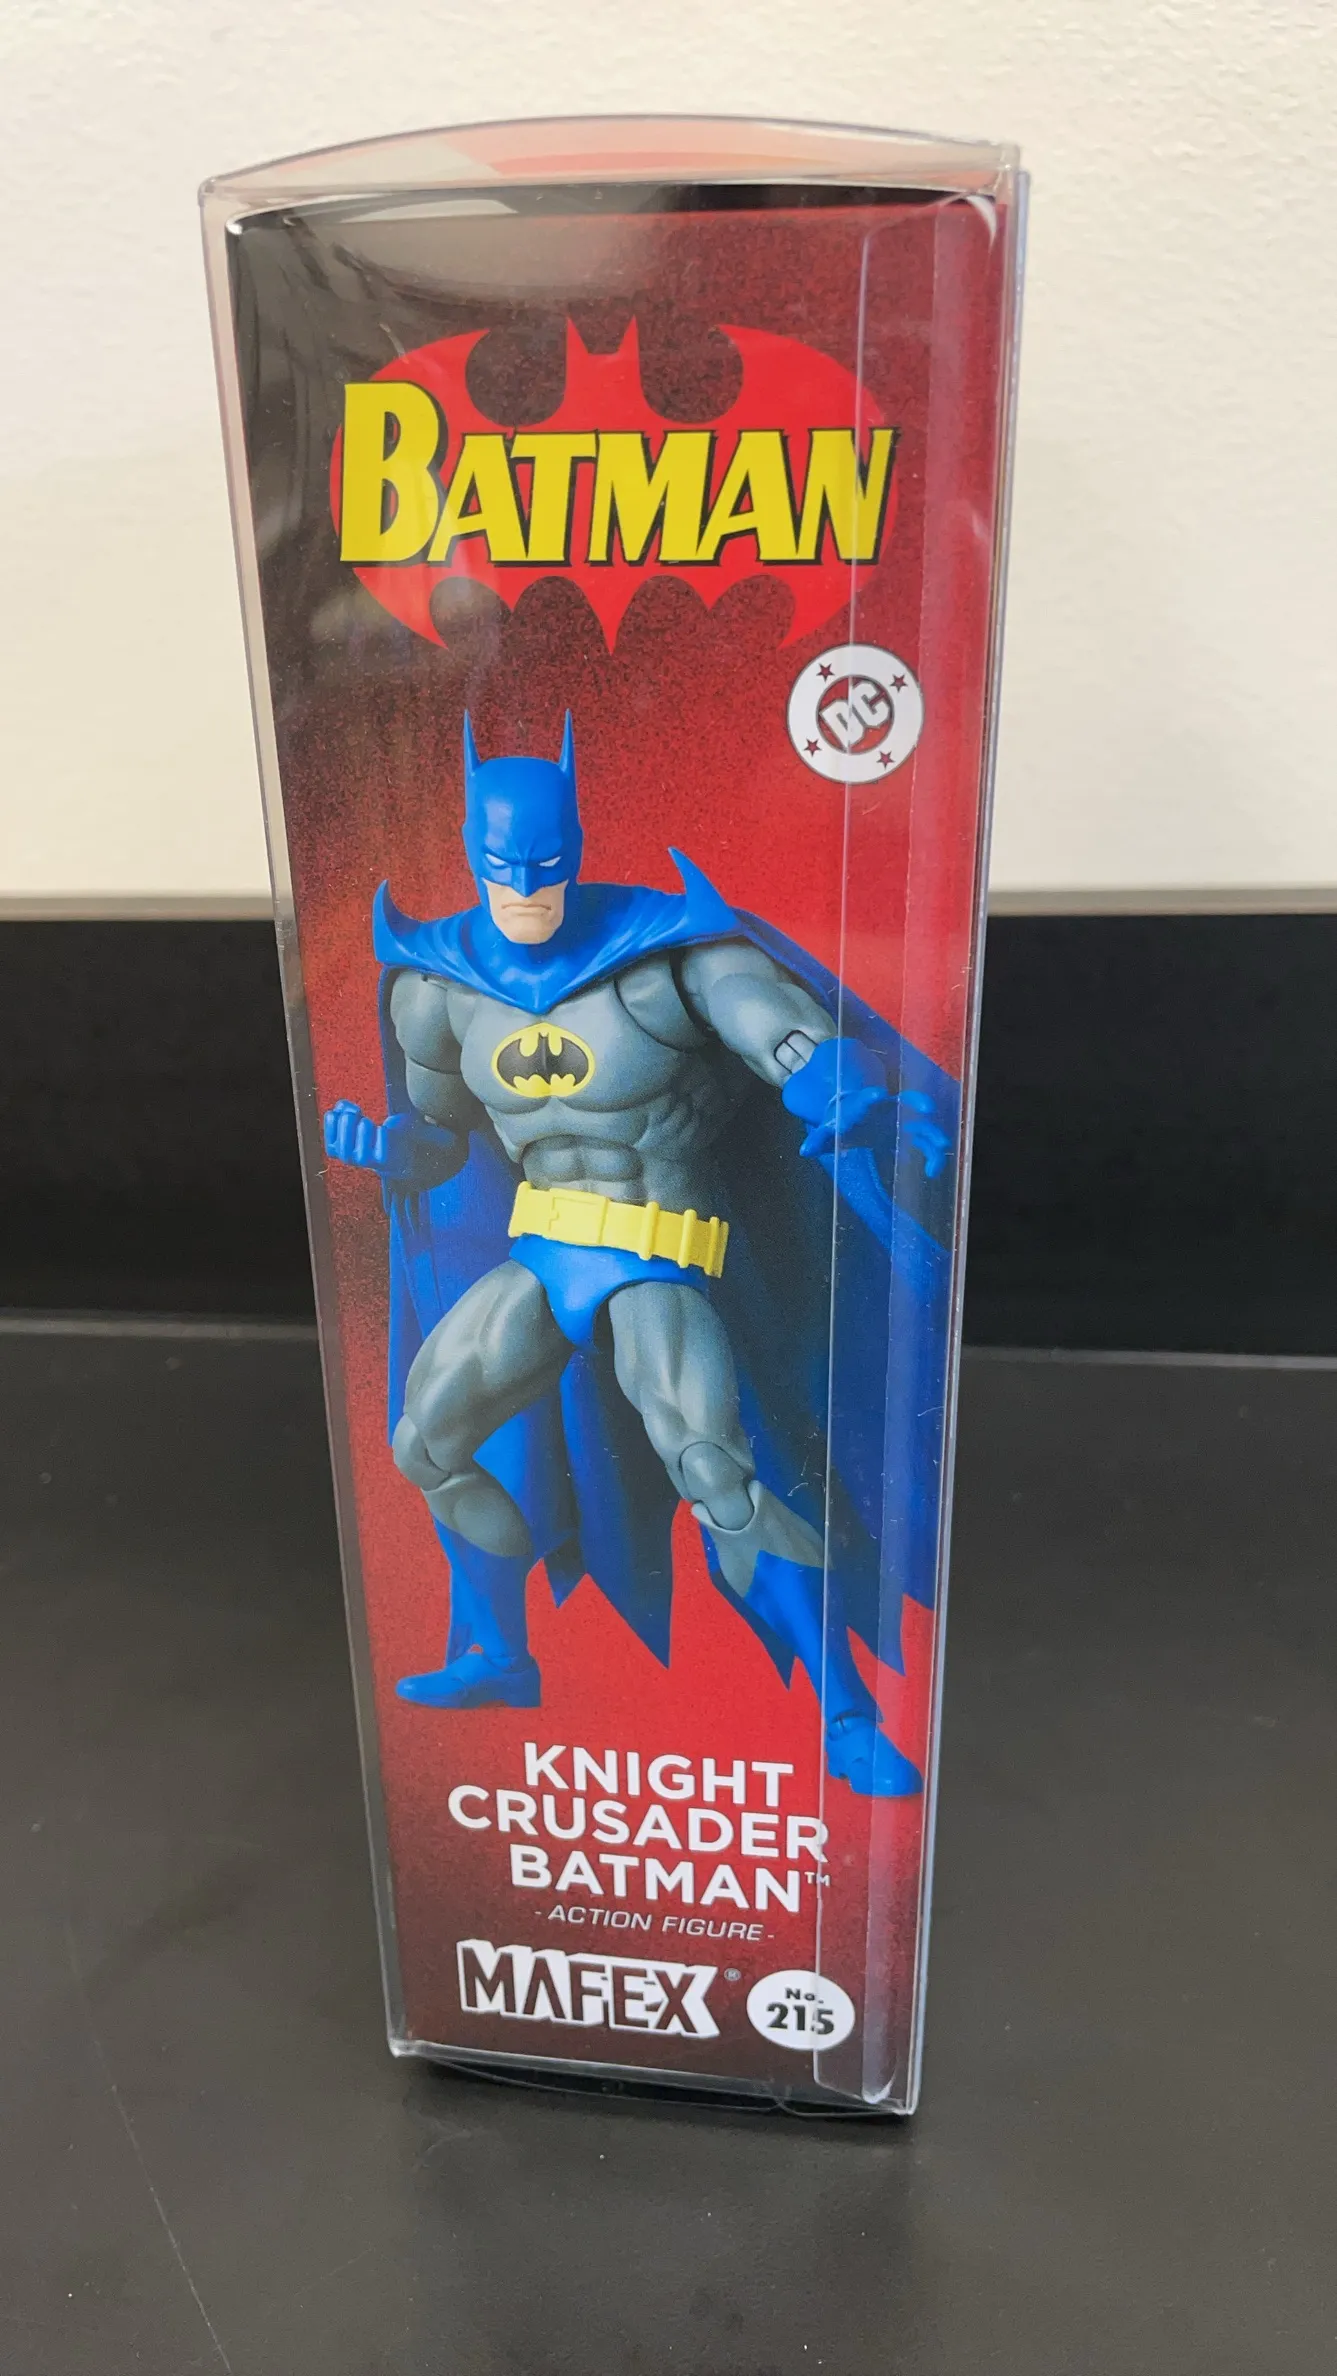 BATMAN
DC
KNIGHT
CRUSADER
BATMAN™
- ACTION FIGURE -
MAFEX®
No.
215